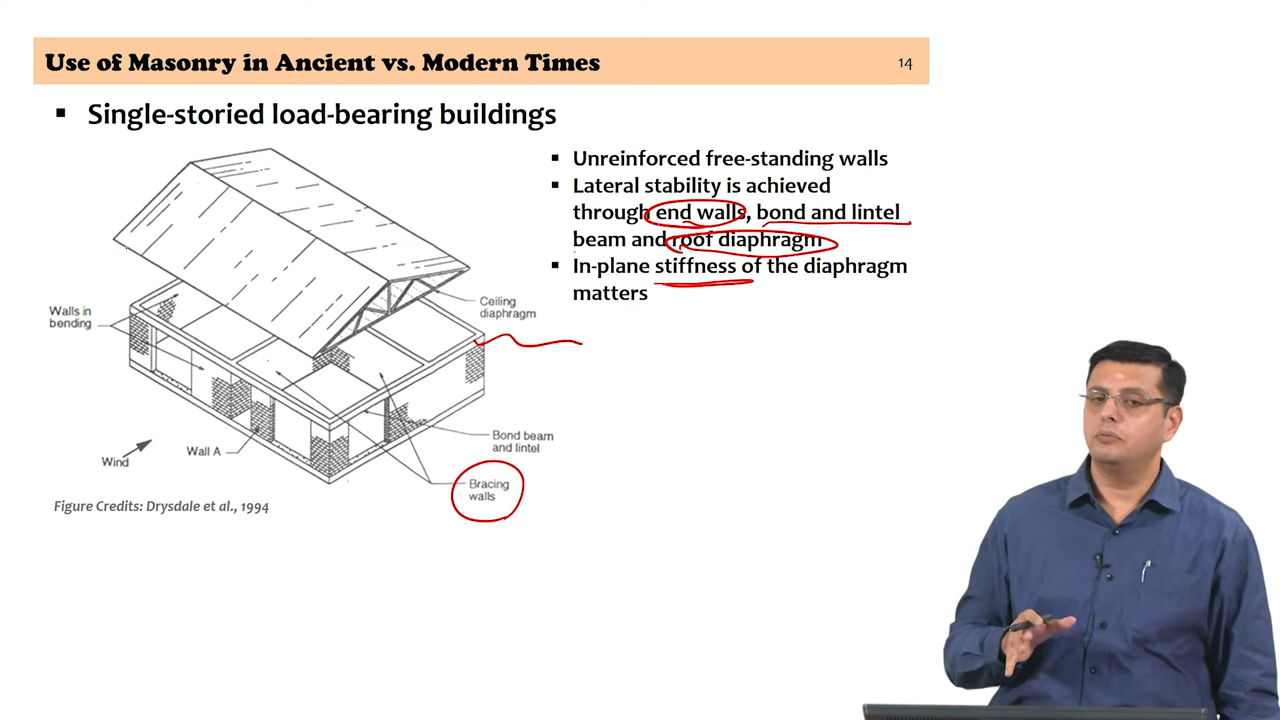 Use of Masonry in Ancient vs. Modern Times
14
▪ Single-storied load-bearing buildings
▪ Unreinforced free-standing walls
▪ Lateral stability is achieved
through end walls, bond and lintel
beam and roof diaphragm
▪ In-plane stiffness of the diaphragm
matters
Ceiling
diaphragm
Walls in
bending
Bond beam
and lintel
Wall A
Wind
Bracing
walls
Figure Credits: Drysdale et al., 1994